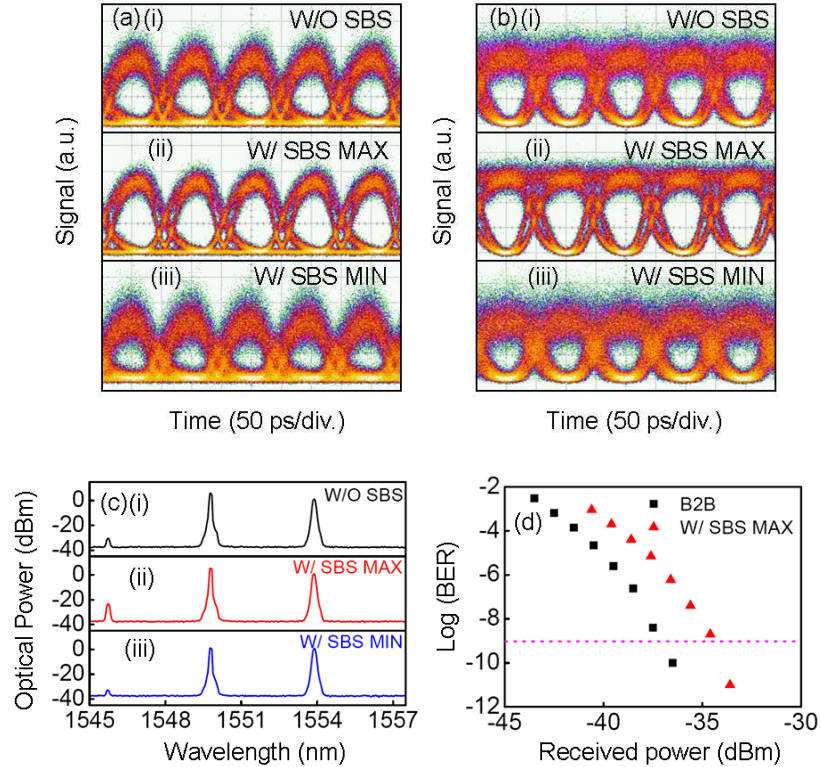 (a)(i) W/O SBS
(ii) W/ SBS MAX
(iii) W/ SBS MIN
Signal (a.u.)
Time (50 ps/div.)
(b)(i) W/O SBS
(ii) W/ SBS MAX
(iii) W/ SBS MIN
Signal (a.u.)
Time (50 ps/div.)
(c)(i) W/O SBS
(ii) W/ SBS MAX
(iii) W/ SBS MIN
Optical Power (dBm)
0
-20
-40
0
-20
-40
0
-20
-40
1545 1548 1551 1554 1557
Wavelength (nm)
(d)
B2B
W/ SBS MAX
Log (BER)
-2
-4
-6
-8
-10
-12
-45 -40 -35 -30
Received power (dBm)